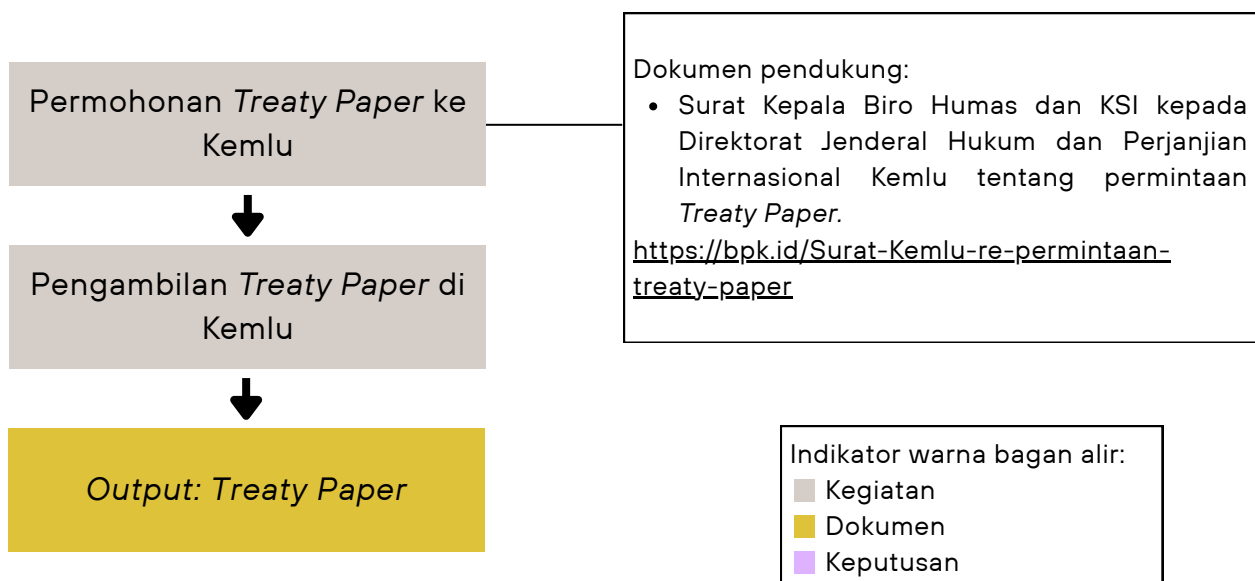 Permohonan Treaty Paper ke
Kemlu
Dokumen pendukung:
• Surat Kepala Biro Humas dan KSI kepada
Direktorat Jenderal Hukum dan Perjanjian
Internasional Kemlu tentang permintaan
Treaty Paper.
https://bpk.id/Surat-Kemlu-re-permintaan-
treaty-paper
Pengambilan Treaty Paper di
Kemlu
Output: Treaty Paper
Indikator warna bagan alir:
Kegiatan
Dokumen
Keputusan